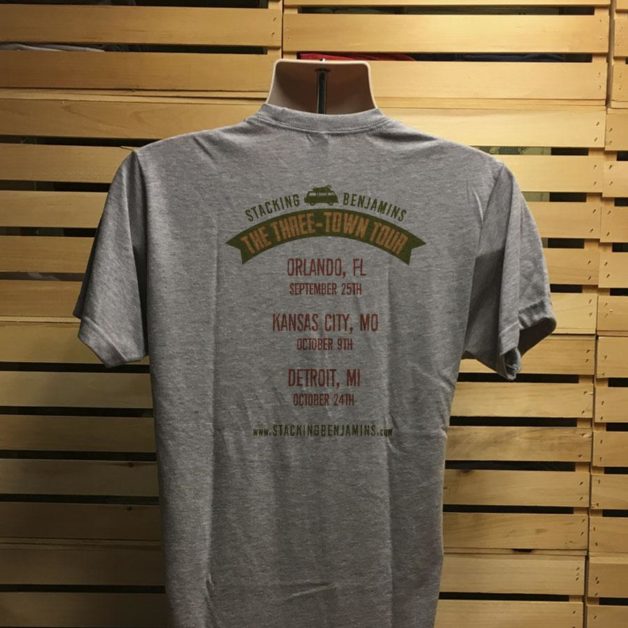 STACKING BENJAMINS
THE THREE-TOWN TOUR
ORLANDO, FL
SEPTEMBER 25TH
KANSAS CITY, MO
OCTOBER 9TH
DETROIT, MI
OCTOBER 24TH
www.STACKINGBENJAMINS.com